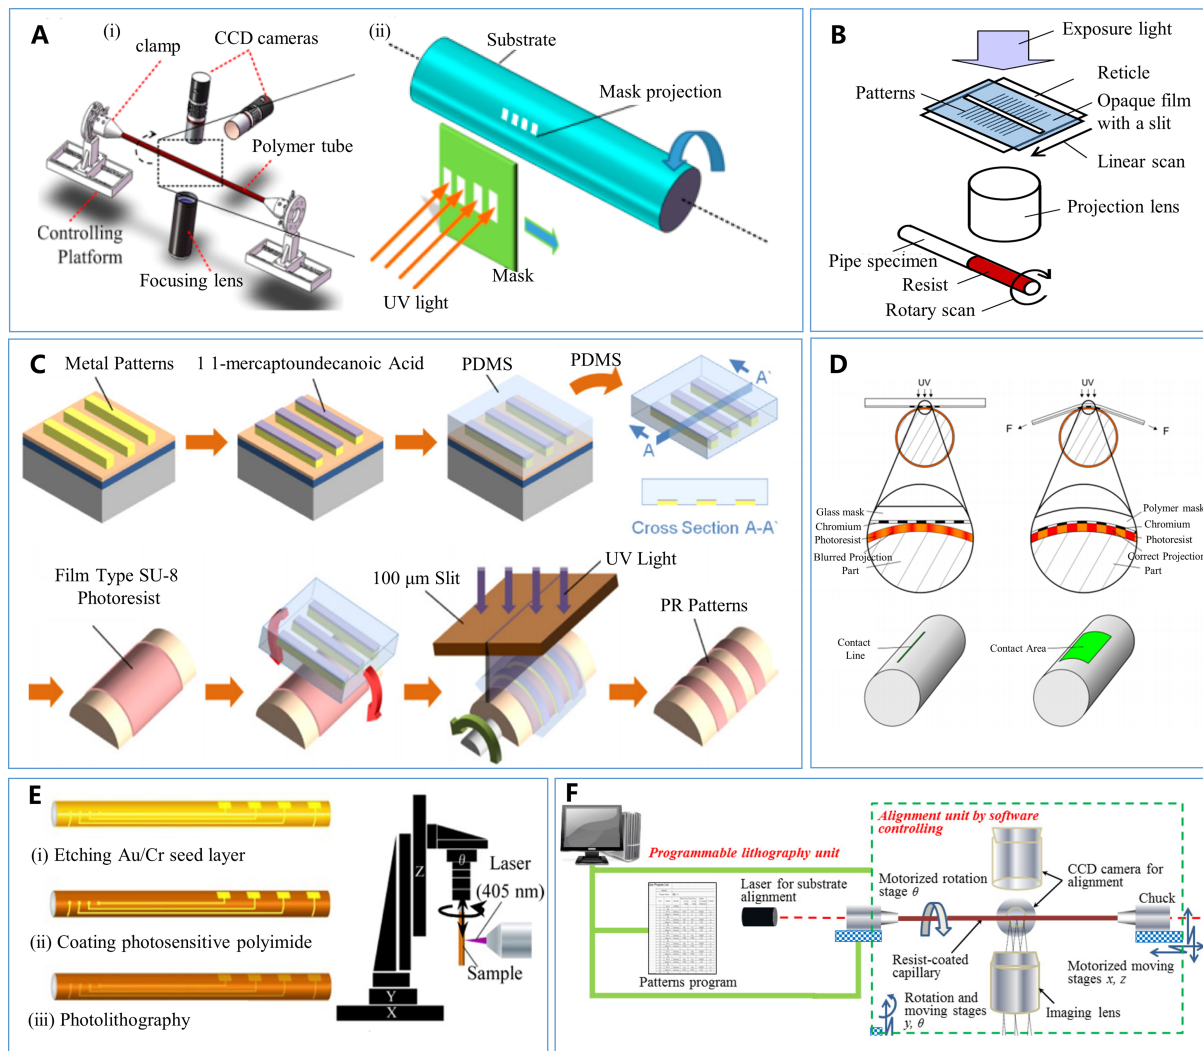 A
(i)
clamp
CCD cameras
Polymer tube
Controlling
Platform
Focusing lens
(ii)
Substrate
Mask projection
Mask
UV light
B
Exposure light
Reticle
Patterns
Opaque film
with a slit
Linear scan
Projection lens
Pipe specimen
Resist
Rotary scan
C
Metal Patterns
1 1-mercaptoundecanoic Acid
PDMS
PDMS
A`
A
Cross Section A-A`
Film Type SU-8
Photoresist
100 μm Slit
UV Light
PR Patterns
D
UV
UV
F
F
Glass mask
Chromium
Photoresist
Blurred Projection
Part
Polymer mask
Chromium
Photoresist
Correct Projection
Part
Contact
Line
Contact Area
E
(i) Etching Au/Cr seed layer
(ii) Coating photosensitive polyimide
(iii) Photolithography
Z
θ
Laser
(405 nm)
Sample
Y
X
F
Programmable lithography unit
Alignment unit by software
controlling
Laser for substrate
alignment
Motorized rotation
stage θ
CCD camera for
alignment
Chuck
Patterns program
Resist-coated
capillary
Motorized moving
stages x, z
Rotation and
moving stages
y, θ
Imaging lens